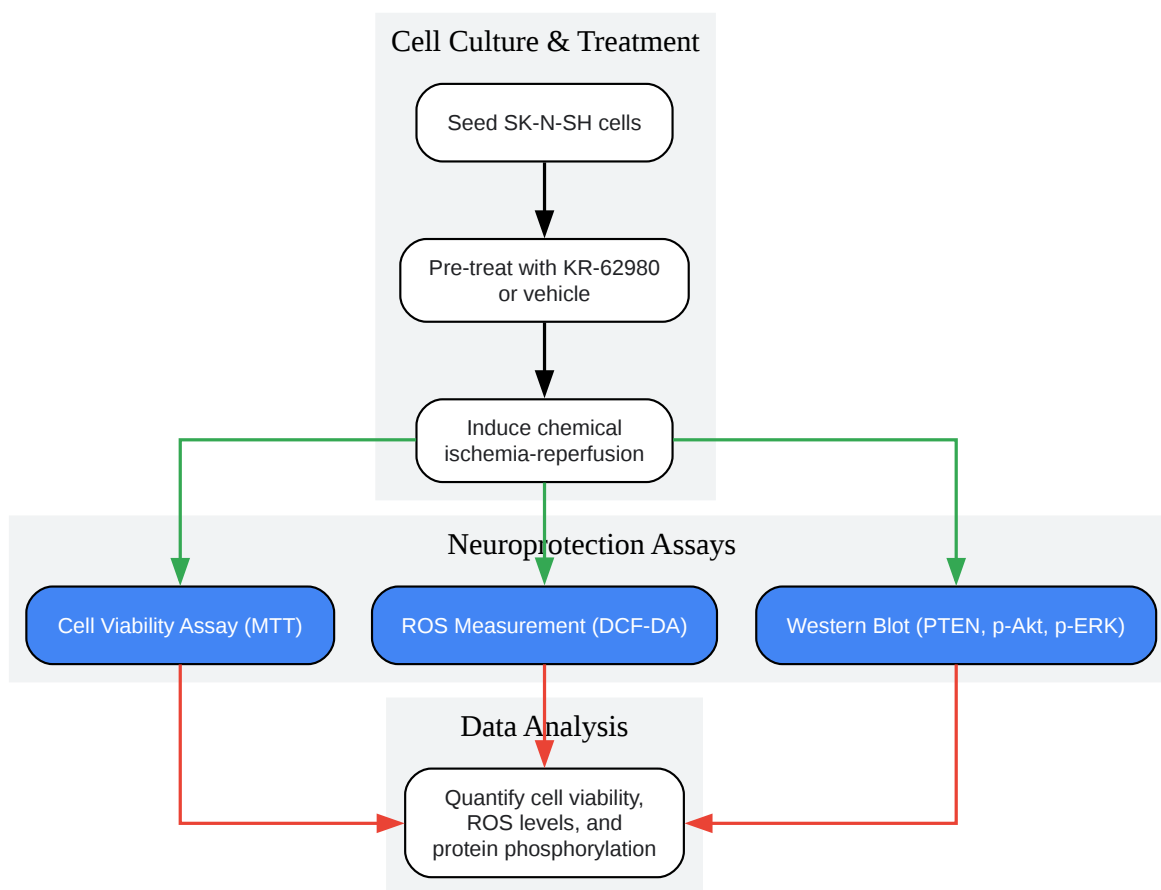 Cell Culture & Treatment
Seed SK-N-SH cells
Pre-treat with KR-62980
or vehicle
Induce chemical
ischemia-reperfusion
Neuroprotection Assays
Cell Viability Assay (MTT)
ROS Measurement (DCF-DA)
Western Blot (PTEN, p-Akt, p-ERK)
Data Analysis
Quantify cell viability,
ROS levels, and
protein phosphorylation